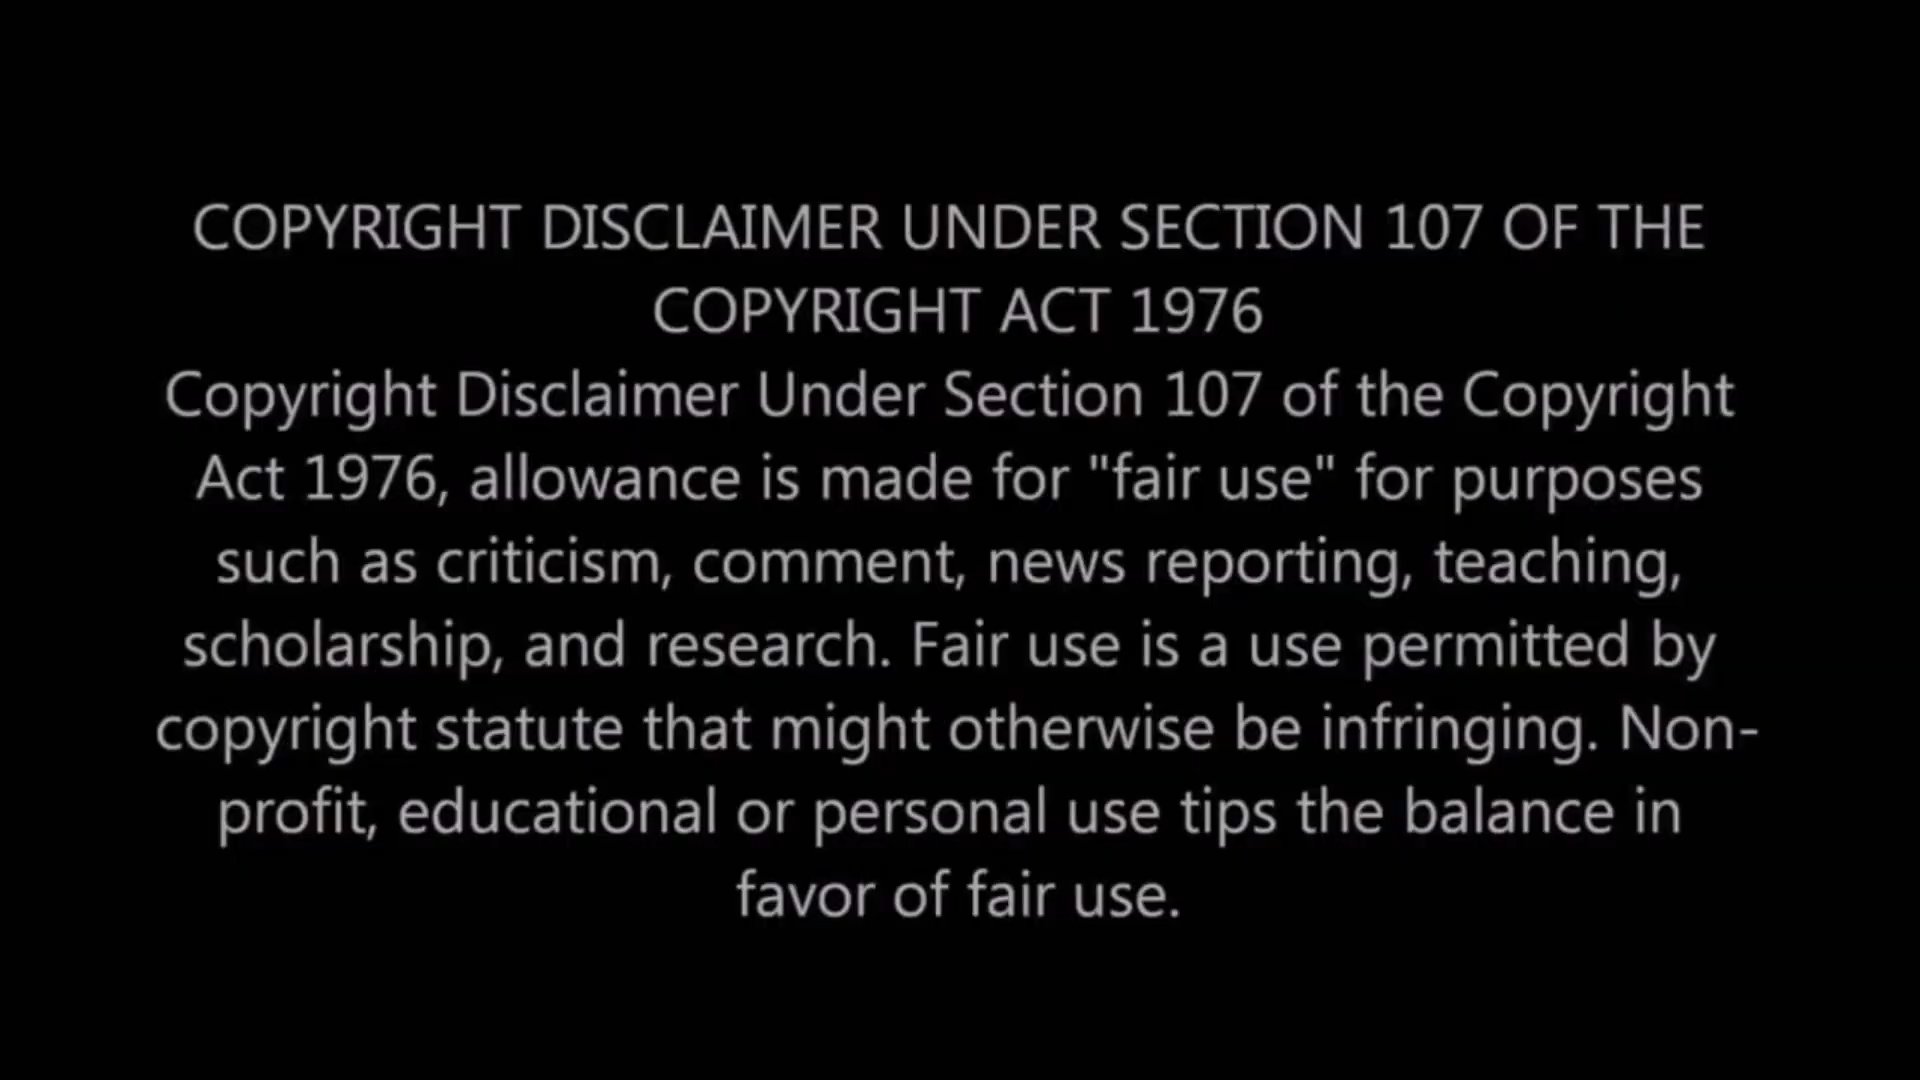 COPYRIGHT DISCLAIMER UNDER SECTION 107 OF THE
COPYRIGHT ACT 1976
Copyright Disclaimer Under Section 107 of the Copyright
Act 1976, allowance is made for "fair use" for purposes
such as criticism, comment, news reporting, teaching,
scholarship, and research. Fair use is a use permitted by
copyright statute that might otherwise be infringing. Non-
profit, educational or personal use tips the balance in
favor of fair use.